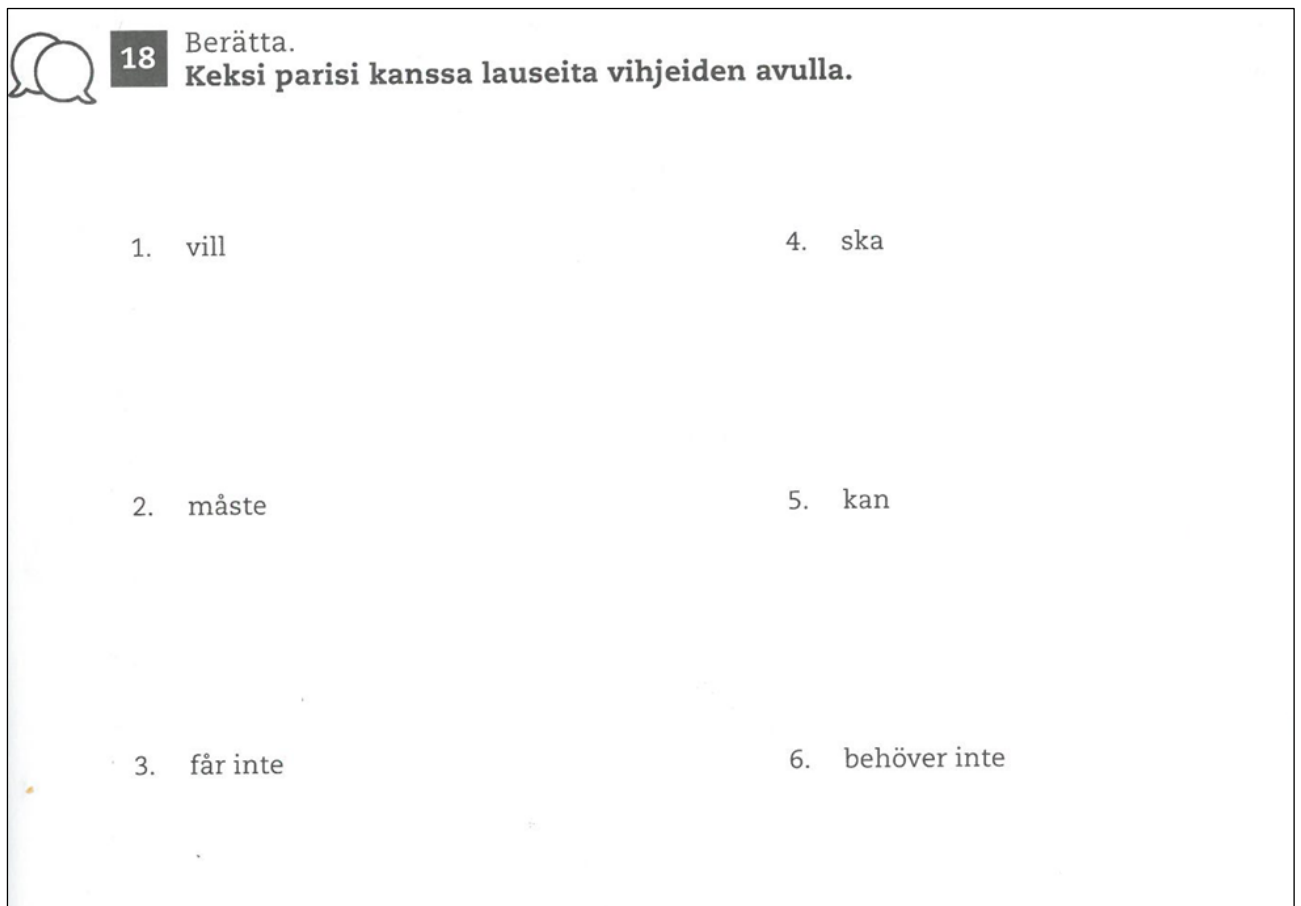 18 Berätta.
Keksi parisi kanssa lauseita vihjeiden avulla.
1. vill
4. ska
2. måste
5. kan
3. får inte
6. behöver inte